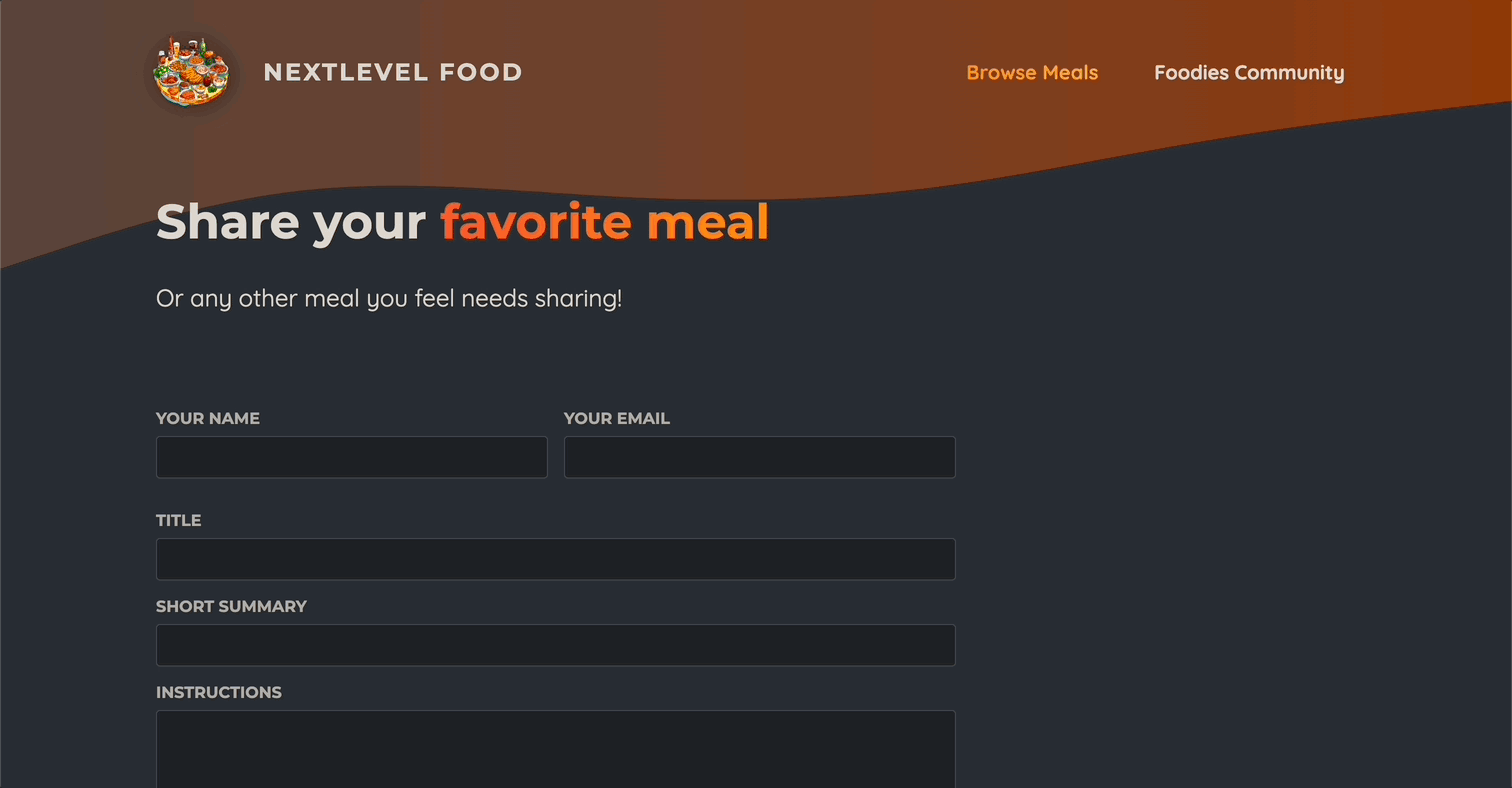 NEXTLEVEL FOOD
Browse Meals
Foodies Community
Share your favorite meal
Or any other meal you feel needs sharing!
YOUR NAME
YOUR EMAIL
TITLE
SHORT SUMMARY
INSTRUCTIONS